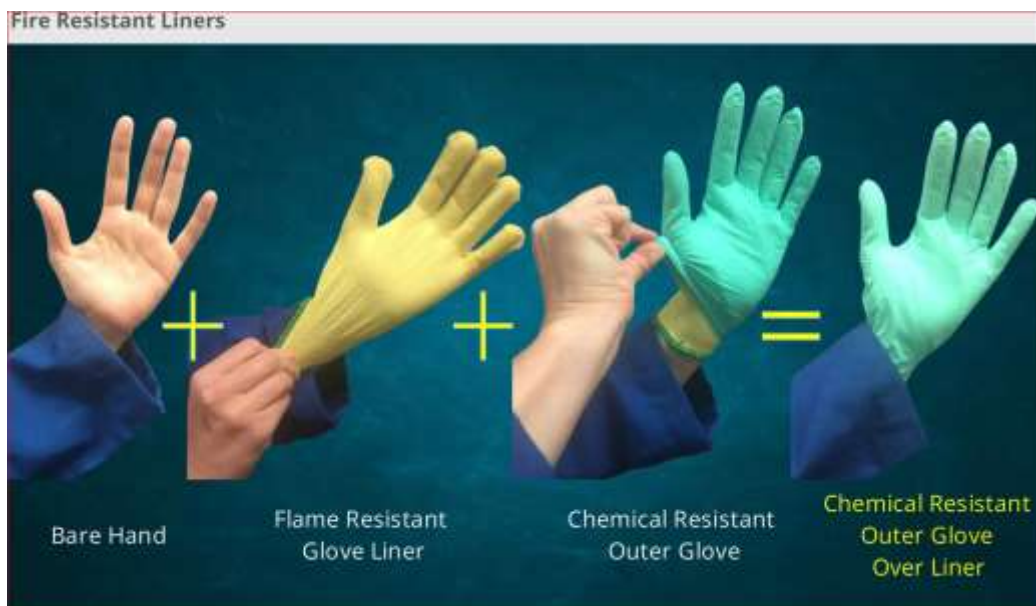 Fire Resistant Liners
Bare Hand
Flame Resistant
Glove Liner
Chemical Resistant
Outer Glove
Chemical Resistant
Outer Glove
Over Liner